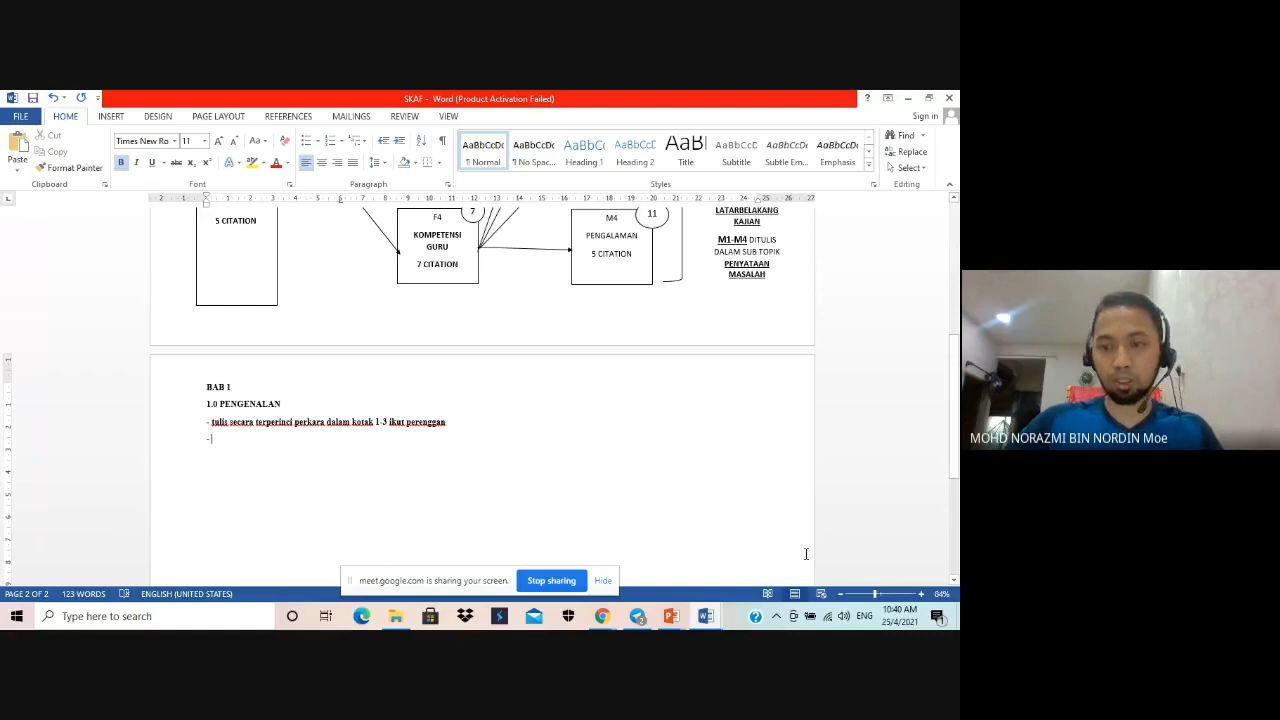 SKAF - Word (Product Activation Failed)
Sign in
FILE HOME INSERT DESIGN PAGE LAYOUT REFERENCES MAILINGS REVIEW VIEW
Paste
Cut
Copy
Format Painter
Clipboard
Times New Ro 11
Font
Paragraph
AaBbCcDc AaBbCcDc AaBbCc AaBbCcC AaBl AaBbCcC AaBbCcDc AaBbCcDc
¶ Normal ¶ No Spac... Heading 1 Heading 2 Title Subtitle Subtle Em... Emphasis
Styles
Find
Replace
Select
Editing
5 CITATION
F4
7
KOMPETENSI
GURU
7 CITATION
M4
11
PENGALAMAN
5 CITATION
LATARBELAKANG
KAJIAN
M1-M4 DITULIS
DALAM SUB TOPIK
PENYATAAN
MASALAH
BAB 1
1.0 PENGENALAN
- tulis secara terperinci perkara dalam kotak 1-3 ikut perenggan
-
meet.google.com is sharing your screen.
Stop sharing
Hide
PAGE 2 OF 2 123 WORDS ENGLISH (UNITED STATES) 84%
Type here to search
ENG
10:40 AM
25/4/2021
MOHD NORAZMI BIN NORDIN Moe